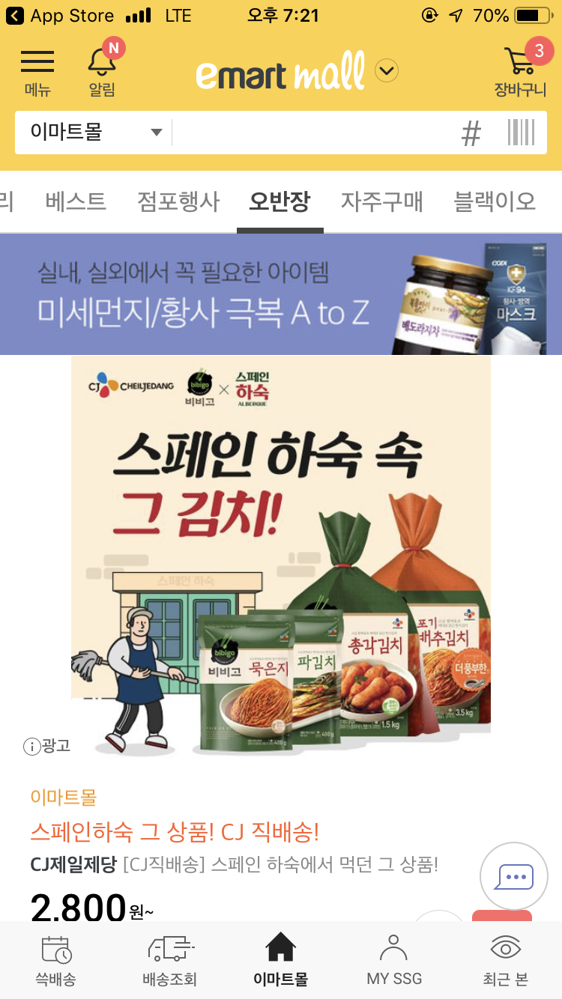 App Store LTE 오후 7:21 70%
N
3
메뉴 알림 emart mall 장바구니
이마트몰 #
리 베스트 점포행사 오반장 자주구매 블랙이오
실내, 실외에서 꼭 필요한 아이템
미세먼지/황사 극복 A to Z
배도라지차
KF94
황사·방역
마스크
CJ CHEILJEDANG bibigo 비비고 × 스페인 하숙 ALBERGUE
스페인 하숙 속
그 김치!
스페인 하숙
bibigo
비비고 묵은지
파김치
총각김치
포기
배추김치
더풍부한
400g
400g
1.5kg
3.5kg
광고
이마트몰
스페인하숙 그 상품! CJ 직배송!
CJ제일제당 [CJ직배송] 스페인 하숙에서 먹던 그 상품!
2,800원~
쓱배송 배송조회 이마트몰 MY SSG 최근 본